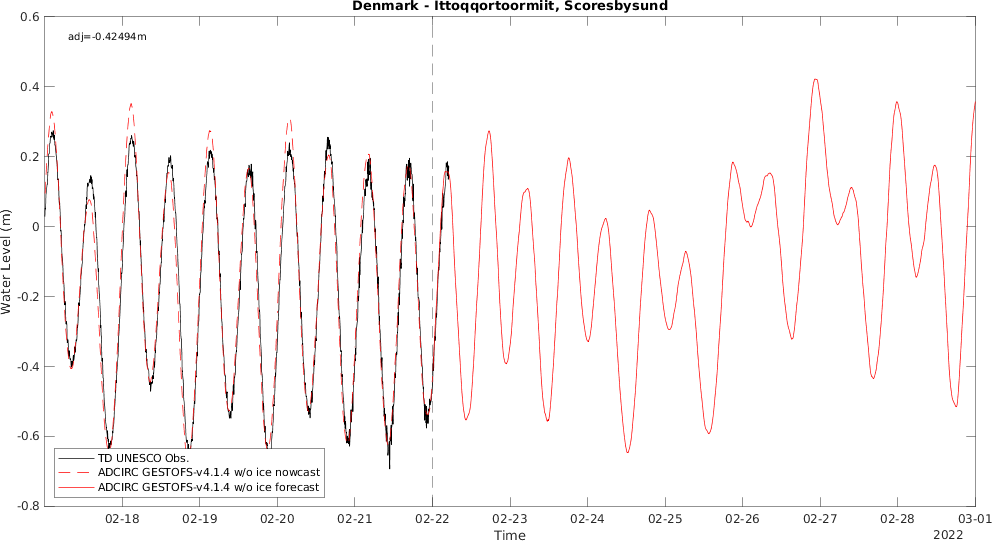 Denmark - Ittoqqortoormiit, Scoresbysund
adj=-0.42494m
0.6
0.4
0.2
0
-0.2
-0.4
-0.6
-0.8
Water Level (m)
TD UNESCO Obs.
ADCIRC GESTOFS-v4.1.4 w/o ice nowcast
ADCIRC GESTOFS-v4.1.4 w/o ice forecast
02-18 02-19 02-20 02-21 02-22 02-23 02-24 02-25 02-26 02-27 02-28 03-01
Time
2022